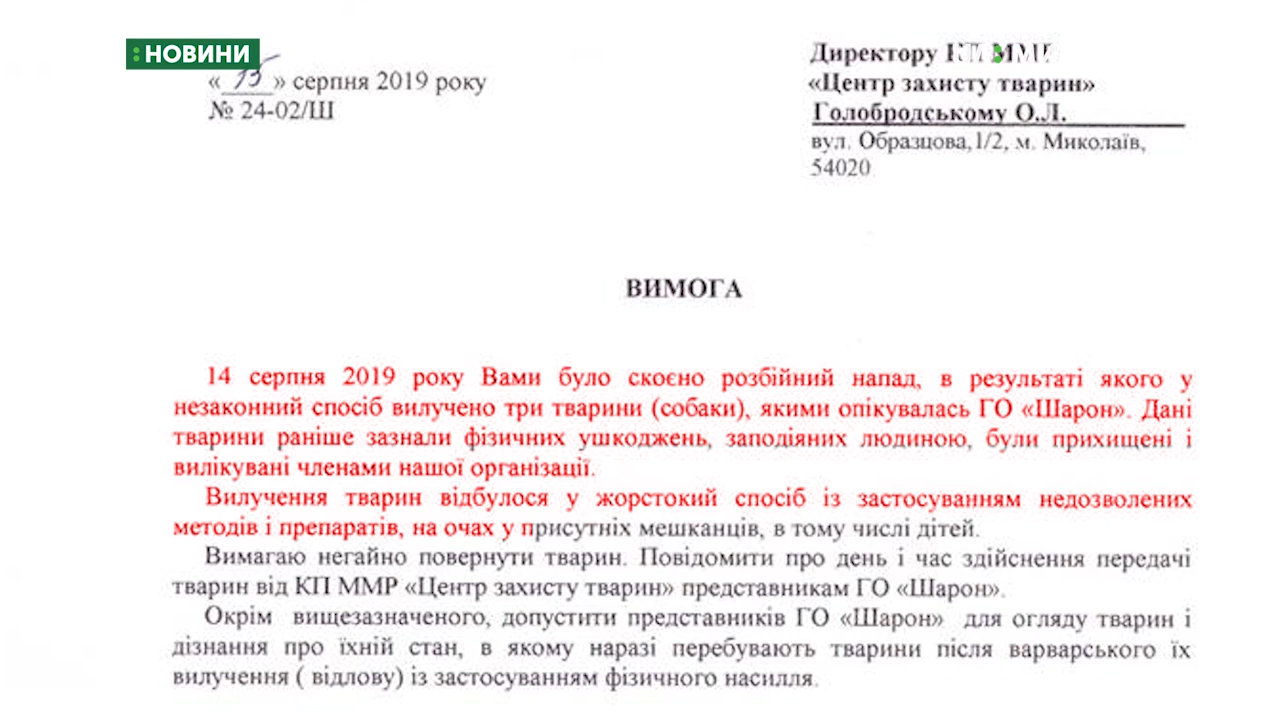 : НОВИНИ
« 15 » серпня 2019 року
№ 24-02/Ш
Директору КП ММР
«Центр захисту тварин»
Голобродському О.Л.
вул. Образцова,1/2, м. Миколаїв,
54020
ВИМОГА
14 серпня 2019 року Вами було скоєно розбійний напад, в результаті якого у
незаконний спосіб вилучено три тварини (собаки), якими опікувалась ГО «Шарон». Дані
тварини раніше зазнали фізичних ушкоджень, заподіяних людиною, були прихищені і
вилікувані членами нашої організації.
Вилучення тварин відбулося у жорстокий спосіб із застосуванням недозволених
методів і препаратів, на очах у присутніх мешканців, в тому числі дітей.
Вимагаю негайно повернути тварин. Повідомити про день і час здійснення передачі
тварин від КП ММР «Центр захисту тварин» представникам ГО «Шарон».
Окрім вищезазначеного, допустити представників ГО «Шарон» для огляду тварин і
дізнання про їхній стан, в якому наразі перебувають тварини після варварського їх
вилучення ( відлову) із застосуванням фізичного насилля.